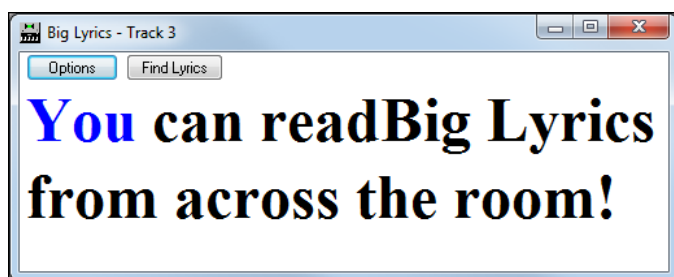 Big Lyrics - Track 3
Options Find Lyrics
You can readBig Lyrics
from across the room!